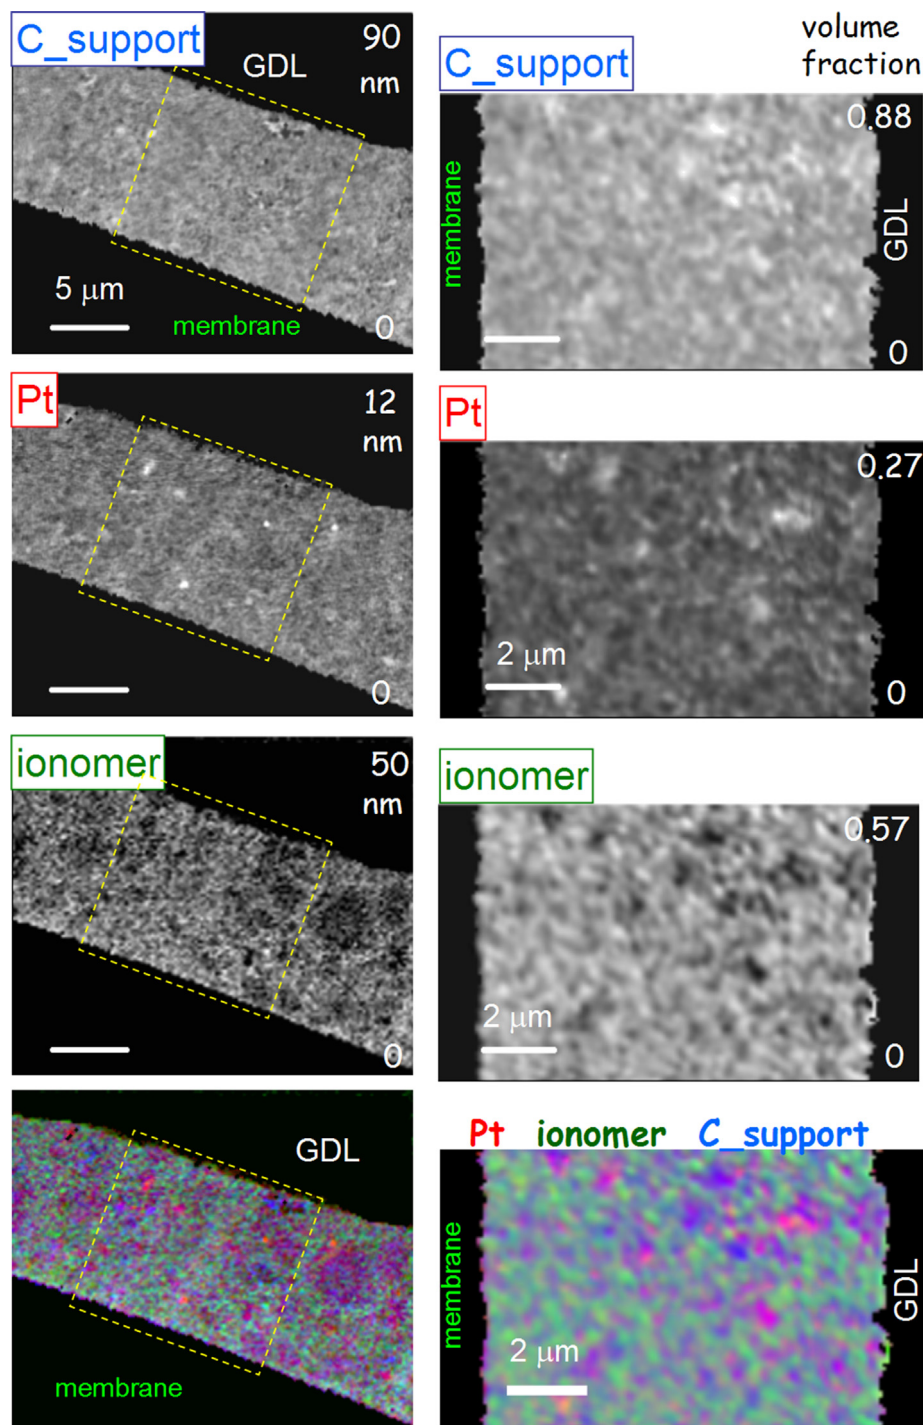 C_support
90
nm
GDL
5 μm
membrane
0
C_support
volume
fraction
0.88
membrane
GDL
0
Pt
12
nm
0
Pt
0.27
2 μm
0
ionomer
50
nm
0
ionomer
0.57
2 μm
0
GDL
membrane
Pt ionomer C_support
membrane
GDL
2 μm